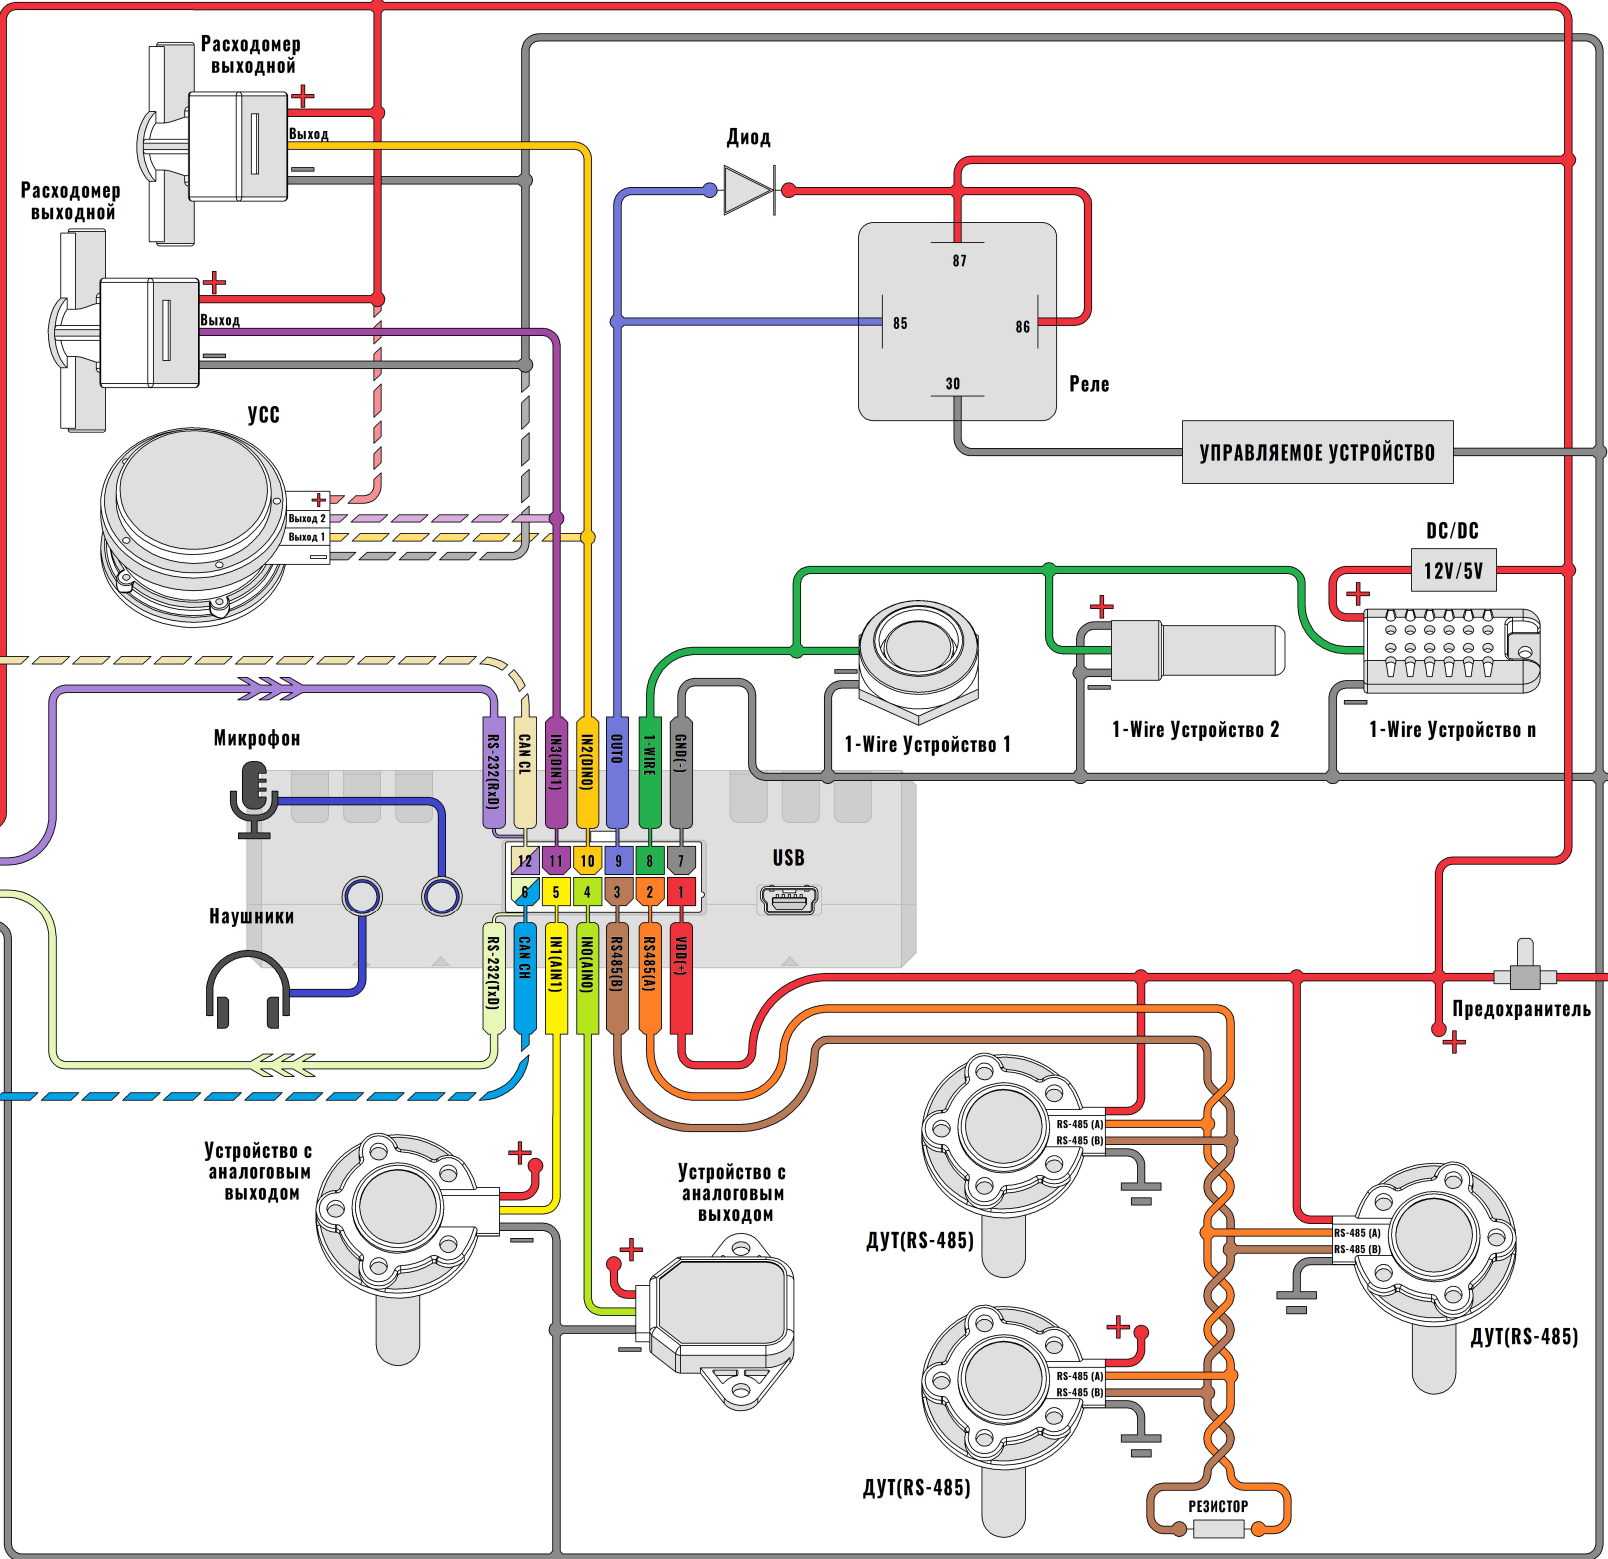 Расходомер
выходной
+
Выход
Расходомер
выходной
+
Выход
УСС
+
Выход 2
Выход 1
Диод
87
85
86
30
Реле
УПРАВЛЯЕМОЕ УСТРОЙСТВО
DC/DC
12V/5V
+
+
1-Wire Устройство 1
1-Wire Устройство 2
1-Wire Устройство n
Микрофон
Наушники
RS-232(RxD)
CAN CL
IN3(DIN1)
IN2(DIN0)
OUT0
1-WIRE
GND(-)
12 11 10 9 8 7
6 5 4 3 2 1
USB
RS-232(TxD)
CAN CH
IN1(AIN1)
IN0(AIN0)
RS485(B)
RS485(A)
VDD(+)
Предохранитель
+
Устройство с
аналоговым
выходом
+
Устройство с
аналоговым
выходом
+
RS-485 (A)
RS-485 (B)
ДУТ(RS-485)
RS-485 (A)
RS-485 (B)
ДУТ(RS-485)
+
RS-485 (A)
RS-485 (B)
ДУТ(RS-485)
РЕЗИСТОР